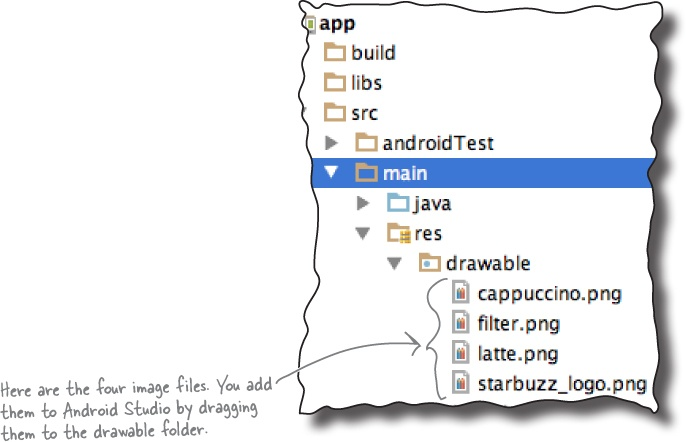 app
build
libs
src
androidTest
main
java
res
drawable
cappuccino.png
filter.png
latte.png
starbuzz_logo.png
Here are the four image files. You add
them to Android Studio by dragging
them to the drawable folder.